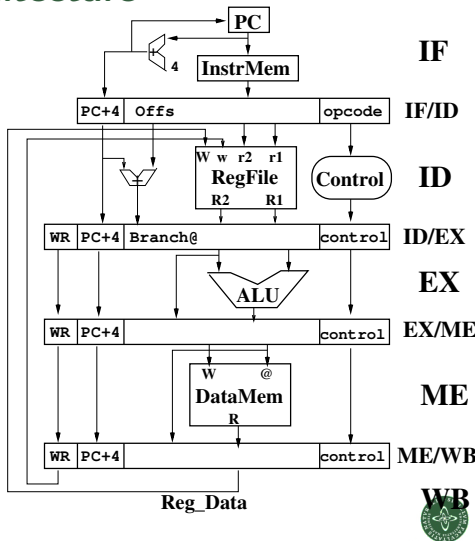 PC
4
InstrMem
IF
PC+4 Offs opcode IF/ID
W w r2 r1
RegFile
R2 R1
Control
ID
WR PC+4 Branch@ control ID/EX
EX
ALU
WR PC+4 control EX/ME
W @
DataMem
R
ME
WR PC+4 control ME/WB
Reg_Data
WB